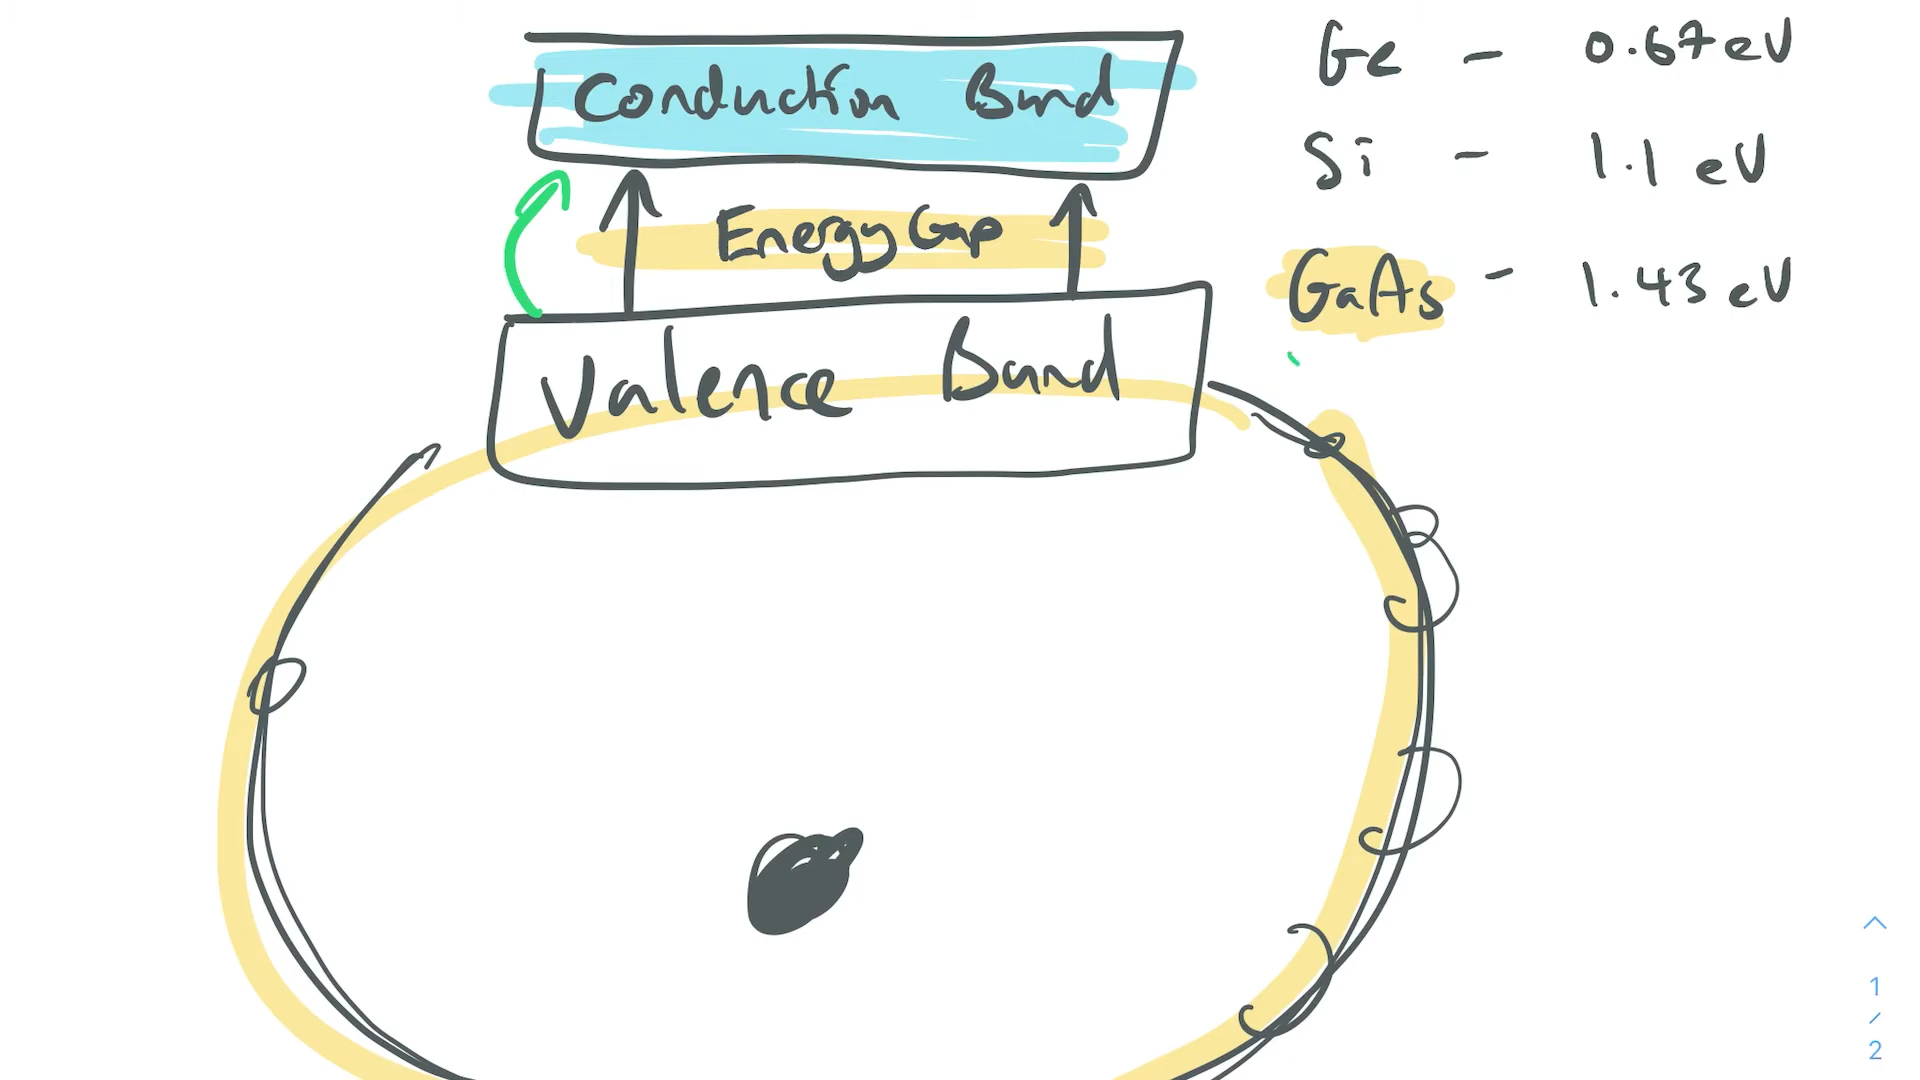 Conduction Band
Energy Gap
Valence Band
Ge - 0.67eV
Si - 1.1 eV
GaAs - 1.43 eV
1
/
2